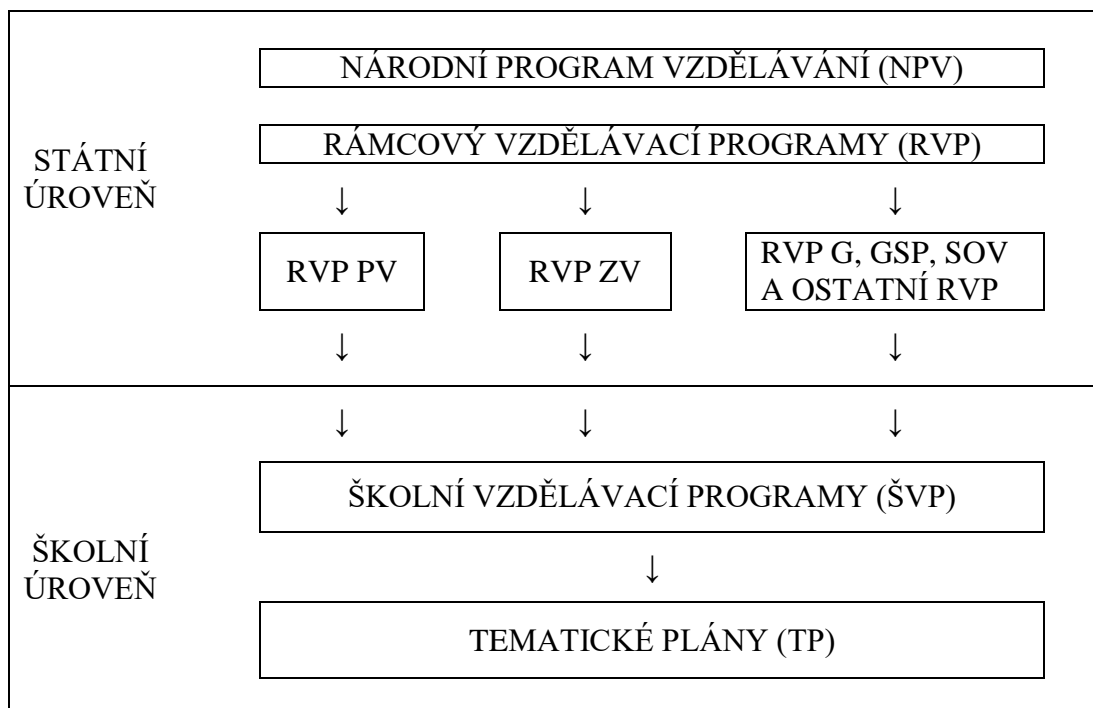 NÁRODNÍ PROGRAM VZDĚLÁVÁNÍ (NPV)
STÁTNÍ
ÚROVEŇ
RÁMCOVÝ VZDĚLÁVACÍ PROGRAMY (RVP)
↓ ↓ ↓
RVP PV
RVP ZV
RVP G, GSP, SOV
A OSTATNÍ RVP
↓ ↓ ↓
↓ ↓ ↓
ŠKOLNÍ
ÚROVEŇ
ŠKOLNÍ VZDĚLÁVACÍ PROGRAMY (ŠVP)
↓
TEMATICKÉ PLÁNY (TP)